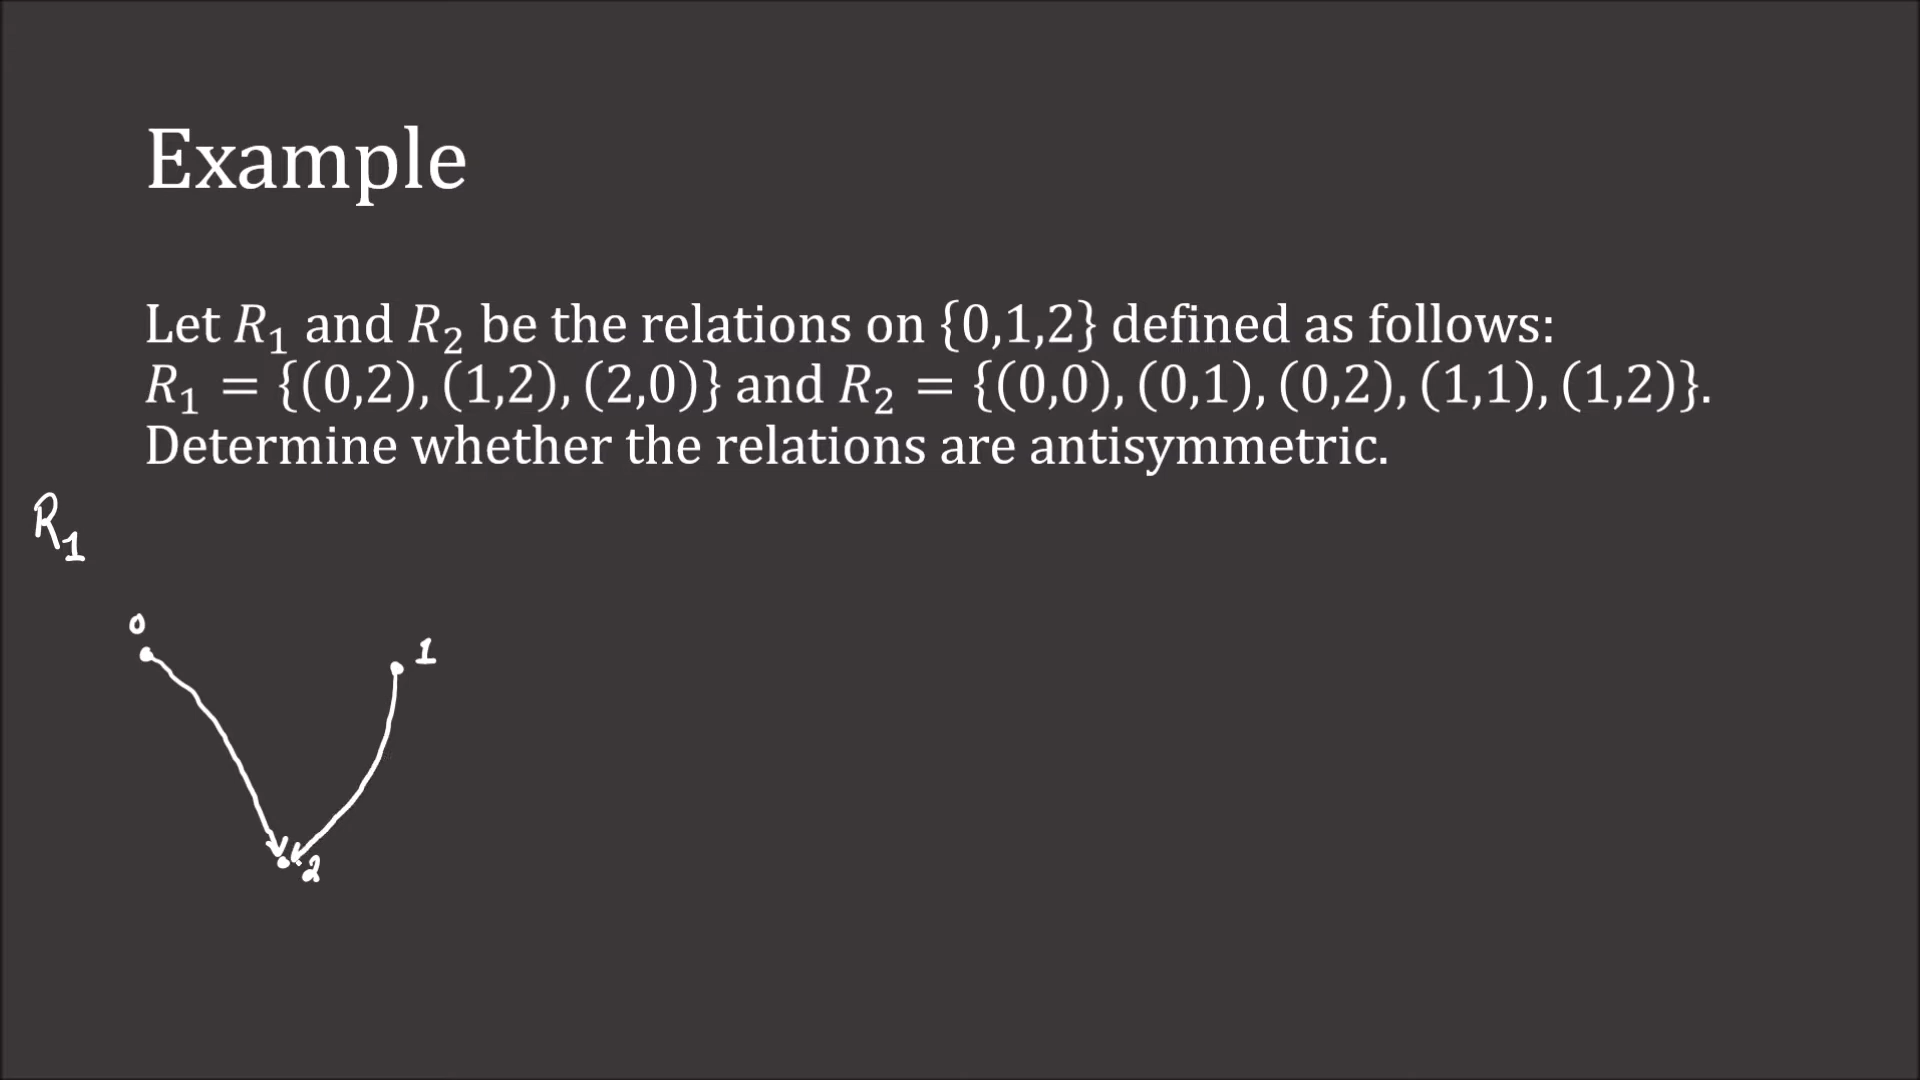 Example
Let R₁ and R₂ be the relations on {0,1,2} defined as follows:
R₁ = {(0,2), (1,2), (2,0)} and R₂ = {(0,0), (0,1), (0,2), (1,1), (1,2)}.
Determine whether the relations are antisymmetric.
R₁
0
1
2